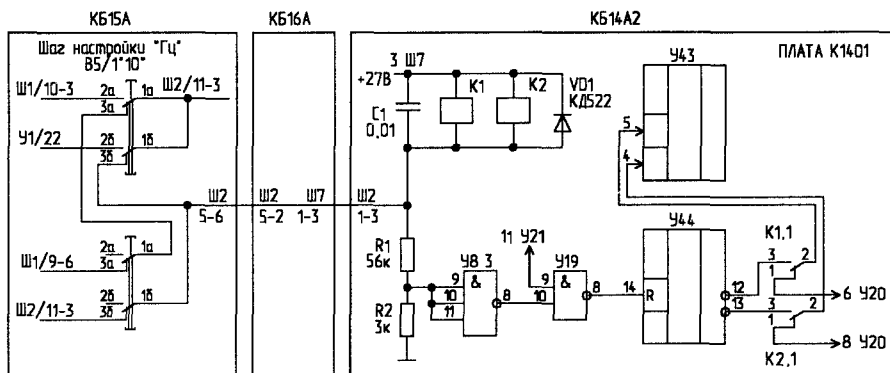 КБ15А
КБ16А
КБ14А2
Шаг настройки "Гц"
В5/1"10"
Ш1/10-3
2а
1а
Ш2/11-3
3а
У1/22
2б
1б
3б
Ш2
5-6
Ш1/9-6
2а
1а
3а
Ш2/11-3
2б
1б
3б
Ш2
5-2
Ш7
1-3
Ш2
1-3
3 Ш7
+27В
С1
0,01
К1
К2
VD1
КД522
У43
ПЛАТА К1401
5
4
R1
56к
R2
3к
У8 3
9
10
11
&
8
11 У21
У19
9
10
&
8
У44
14
R
12
13
К1,1
3
2
1
6 У20
3
2
1
8 У20
К2,1